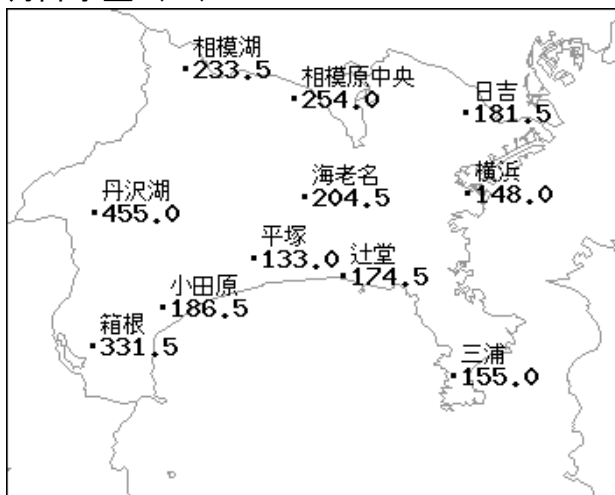 相模湖
233.5
相模原中央
254.0
日吉
181.5
海老名
204.5
横浜
148.0
丹沢湖
455.0
平塚
133.0
辻堂
174.5
小田原
186.5
箱根
331.5
三浦
155.0